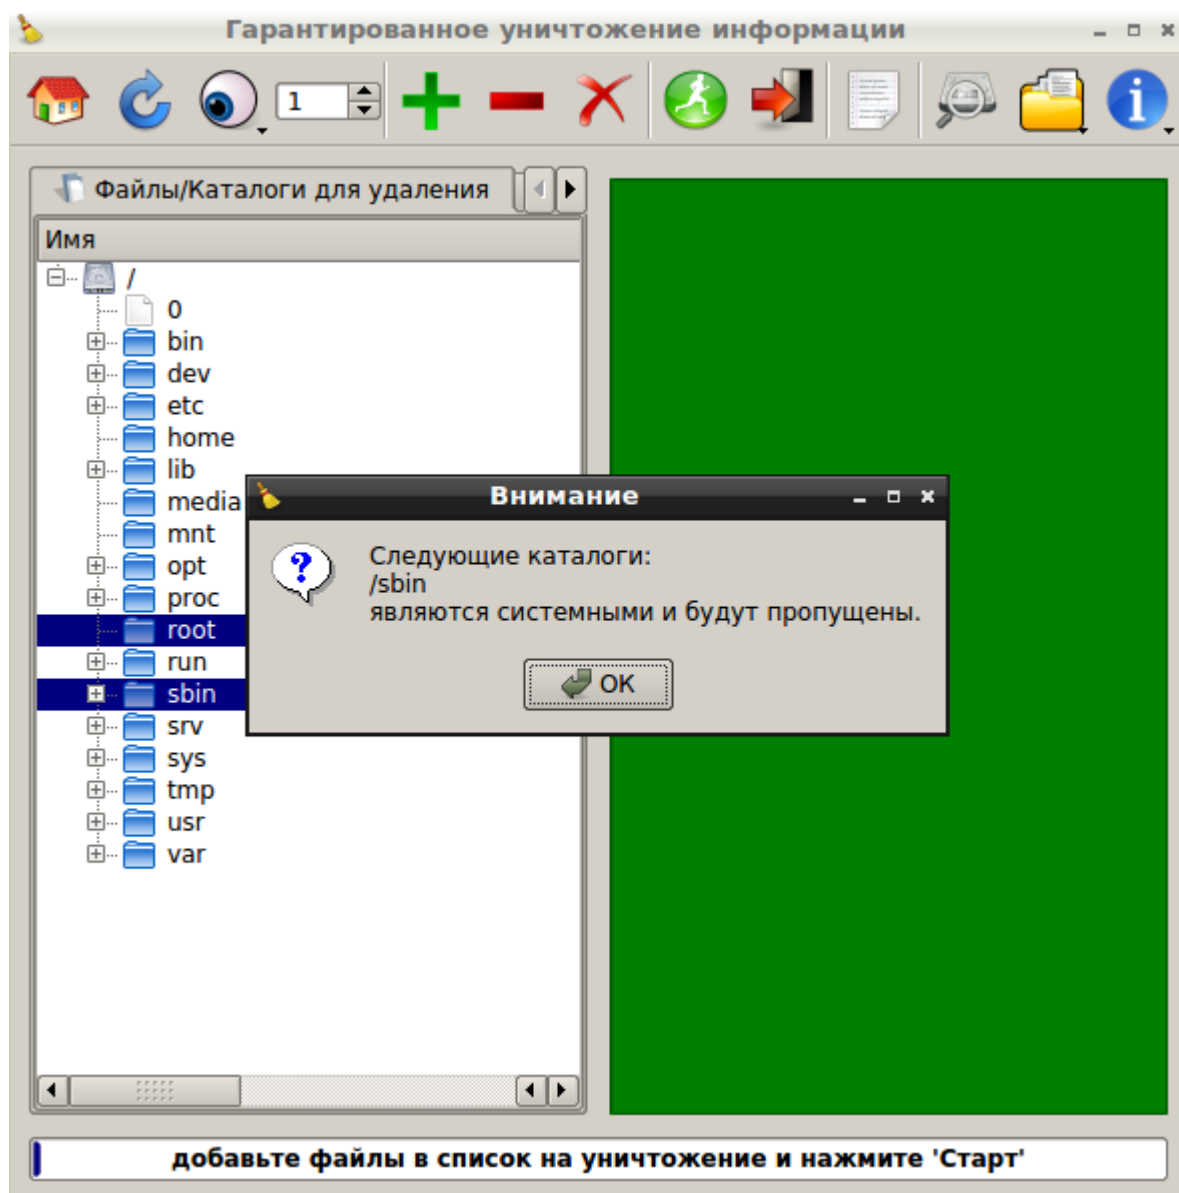 Гарантированное уничтожение информации
1
Файлы/Каталоги для удаления
Имя
/
0
bin
dev
etc
home
lib
media
mnt
opt
proc
root
run
sbin
srv
sys
tmp
usr
var
Внимание
Следующие каталоги:
/sbin
являются системными и будут пропущены.
OK
добавьте файлы в список на уничтожение и нажмите 'Старт'